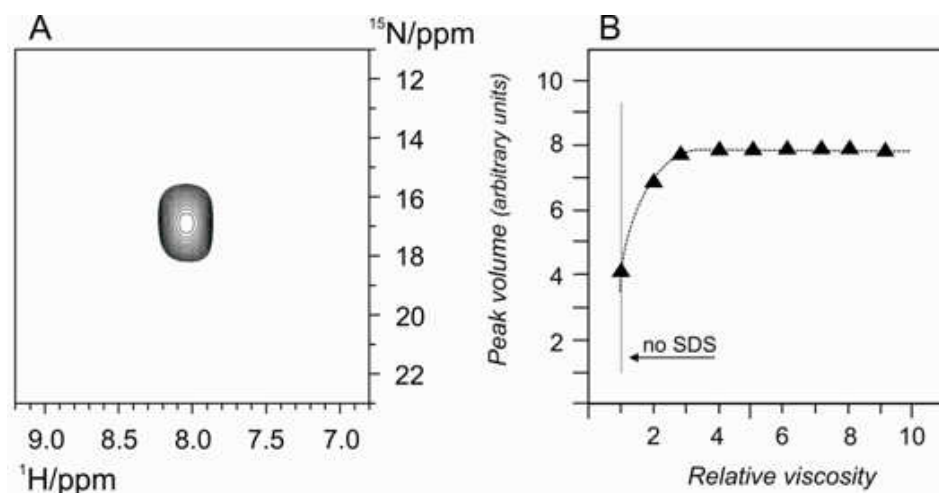 A
¹⁵N/ppm
12
14
16
18
20
22
9.0 8.5 8.0 7.5 7.0
¹H/ppm
B
Peak volume (arbitrary units)
10
8
6
4
2
no SDS
2 4 6 8 10
Relative viscosity